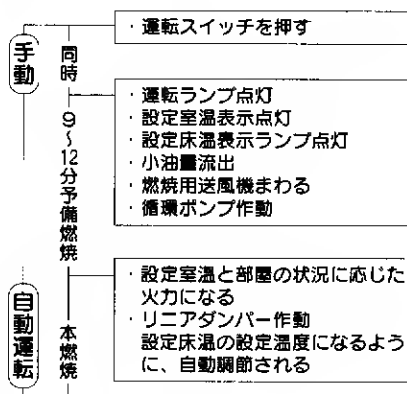 ・運転スイッチを押す
手動
同時
・運転ランプ点灯
・設定室温表示点灯
・設定床温表示ランプ点灯
・小油量流出
・燃焼用送風機まわる
・循環ポンプ作動
9～12分予備燃焼
・設定室温と部屋の状況に応じた
火力になる
・リニアダンパー作動
設定床温の設定温度になるよう
に、自動調節される
自動運転
本燃焼